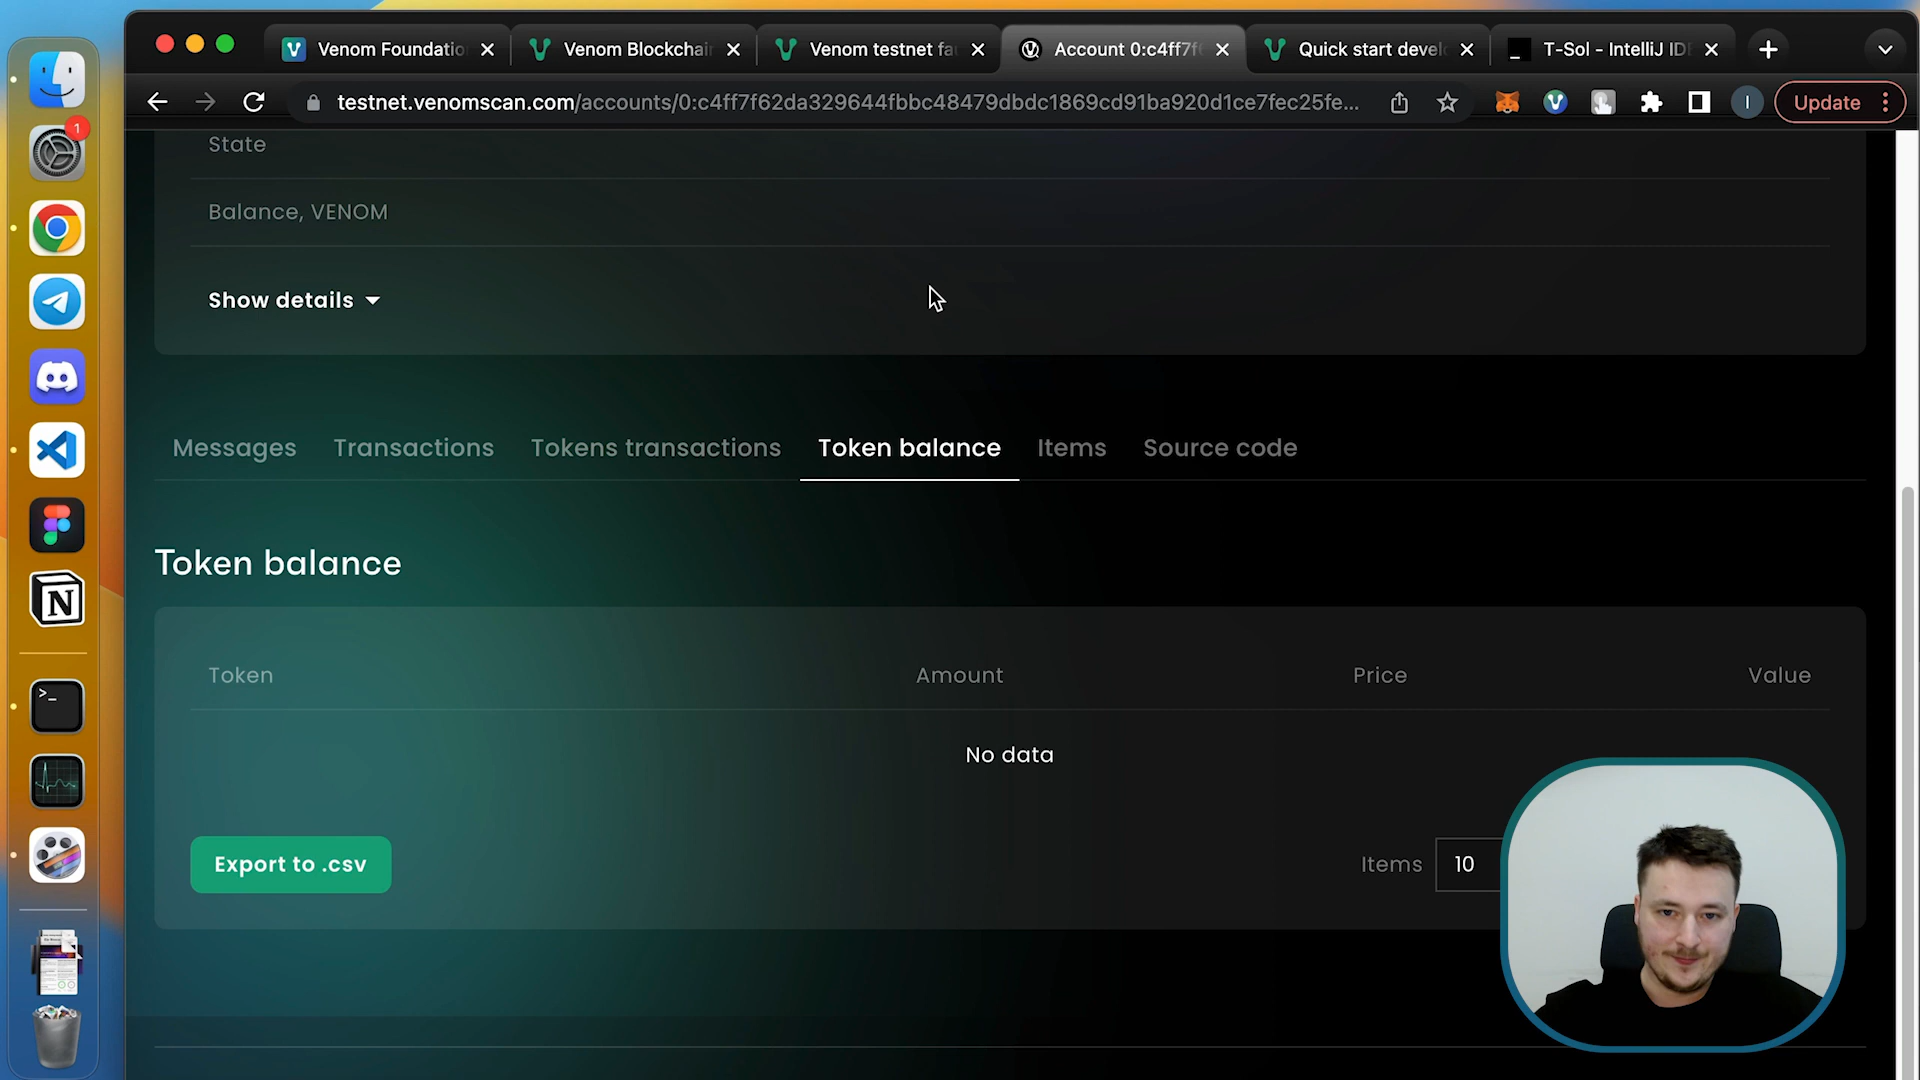 Venom Foundatio
Venom Blockchai
Venom testnet fa
Account 0:c4ff7f
Quick start devel
T-Sol - IntelliJ ID
testnet.venomscan.com/accounts/0:c4ff7f62da329644fbbc48479dbdc1869cd91ba920d1ce7fec25fe...
I
Update
1
State
Balance, VENOM
Show details
Messages
Transactions
Tokens transactions
Token balance
Items
Source code
Token balance
Token
Amount
Price
Value
No data
Export to .csv
Items
10